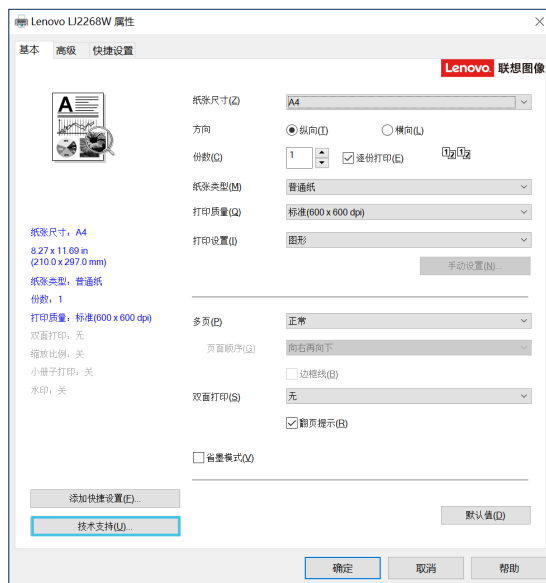 Lenovo LJ2268W 属性
基本 高级 快捷设置
Lenovo 联想图像
纸张尺寸(Z) A4
方向 纵向(T) 横向(L)
份数(C) 1 逐份打印(E)
纸张类型(M) 普通纸
打印质量(Q) 标准(600 x 600 dpi)
打印设置(I) 图形
手动设置(N)...
纸张尺寸：A4
8.27 x 11.69 in
(210.0 x 297.0 mm)
纸张类型：普通纸
份数：1
打印质量：标准(600 x 600 dpi)
双面打印：无
缩放比例：关
小册子打印：关
水印：关
多页(P) 正常
页面顺序(G) 向右再向下
边框线(B)
双面打印(S) 无
翻页提示(R)
省墨模式(V)
添加快捷设置(F)...
技术支持(U)...
默认值(D)
确定 取消 帮助